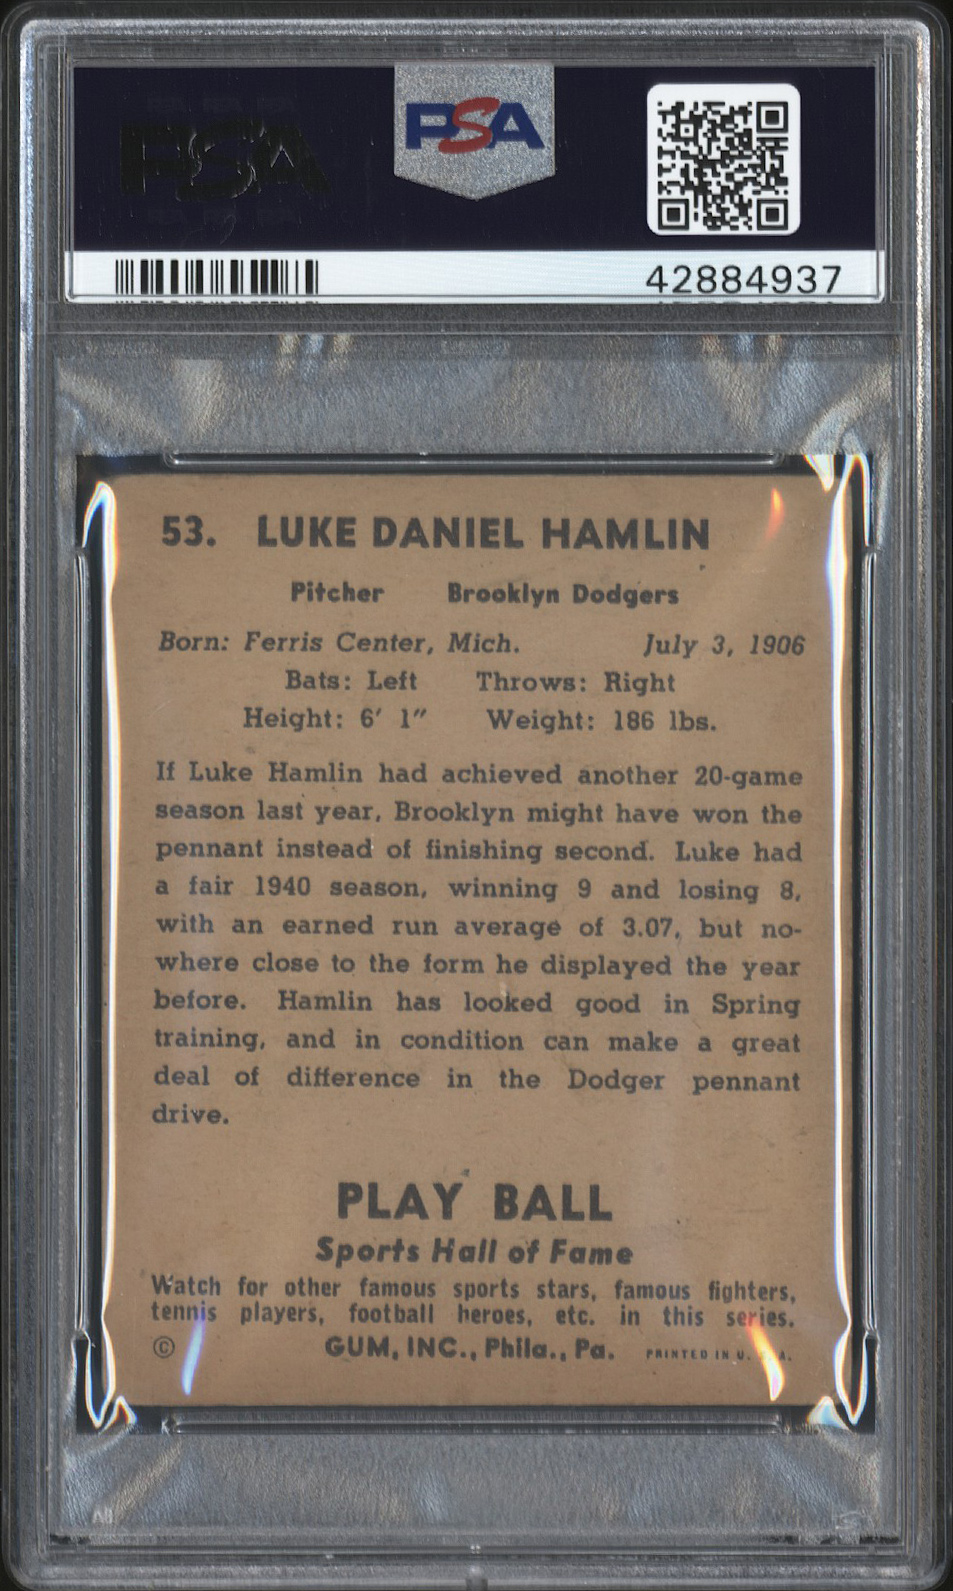 PSA
42884937
53. LUKE DANIEL HAMLIN
Pitcher Brooklyn Dodgers
Born: Ferris Center, Mich. July 3, 1906
Bats: Left Throws: Right
Height: 6′ 1″ Weight: 186 lbs.
If Luke Hamlin had achieved another 20-game
season last year, Brooklyn might have won the
pennant instead of finishing second. Luke had
a fair 1940 season, winning 9 and losing 8,
with an earned run average of 3.07, but no-
where close to the form he displayed the year
before. Hamlin has looked good in Spring
training, and in condition can make a great
deal of difference in the Dodger pennant
drive.
PLAY BALL
Sports Hall of Fame
Watch for other famous sports stars, famous fighters,
tennis players, football heroes, etc. in this series.
© GUM, INC., Phila., Pa. PRINTED IN U. S. A.